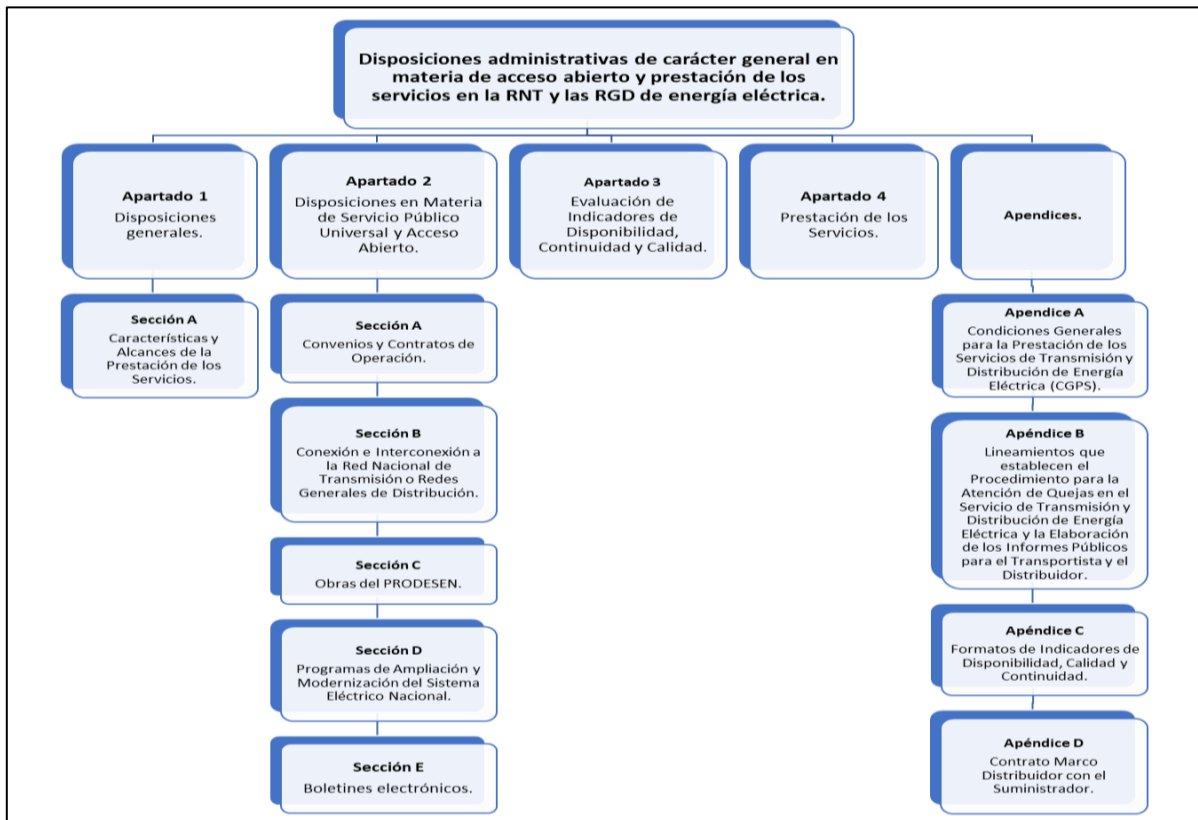 Disposiciones administrativas de carácter general en
materia de acceso abierto y prestación de los
servicios en la RNT y las RGD de energía eléctrica.
Apartado 1
Disposiciones
generales.
Sección A
Características y
Alcances de la
Prestación de los
Servicios.
Apartado 2
Disposiciones en Materia
de Servicio Público
Universal y Acceso
Abierto.
Sección A
Convenios y Contratos de
Operación.
Sección B
Conexión e Interconexión a
la Red Nacional de
Transmisión o Redes
Generales de Distribución.
Sección C
Obras del PRODESEN.
Sección D
Programas de Ampliación y
Modernización del Sistema
Eléctrico Nacional.
Sección E
Boletines electrónicos.
Apartado 3
Evaluación de
Indicadores de
Disponibilidad,
Continuidad y Calidad.
Apartado 4
Prestación de los
Servicios.
Apendices.
Apendice A
Condiciones Generales
para la Prestación de los
Servicios de Transmisión y
Distribución de Energía
Eléctrica (CGPS).
Apéndice B
Lineamientos que
establecen el
Procedimiento para la
Atención de Quejas en el
Servicio de Transmisión y
Distribución de Energía
Eléctrica y la Elaboración
de los Informes Públicos
para el Transportista y el
Distribuidor.
Apéndice C
Formatos de Indicadores de
Disponibilidad, Calidad y
Continuidad.
Apéndice D
Contrato Marco
Distribuidor con el
Suministrador.